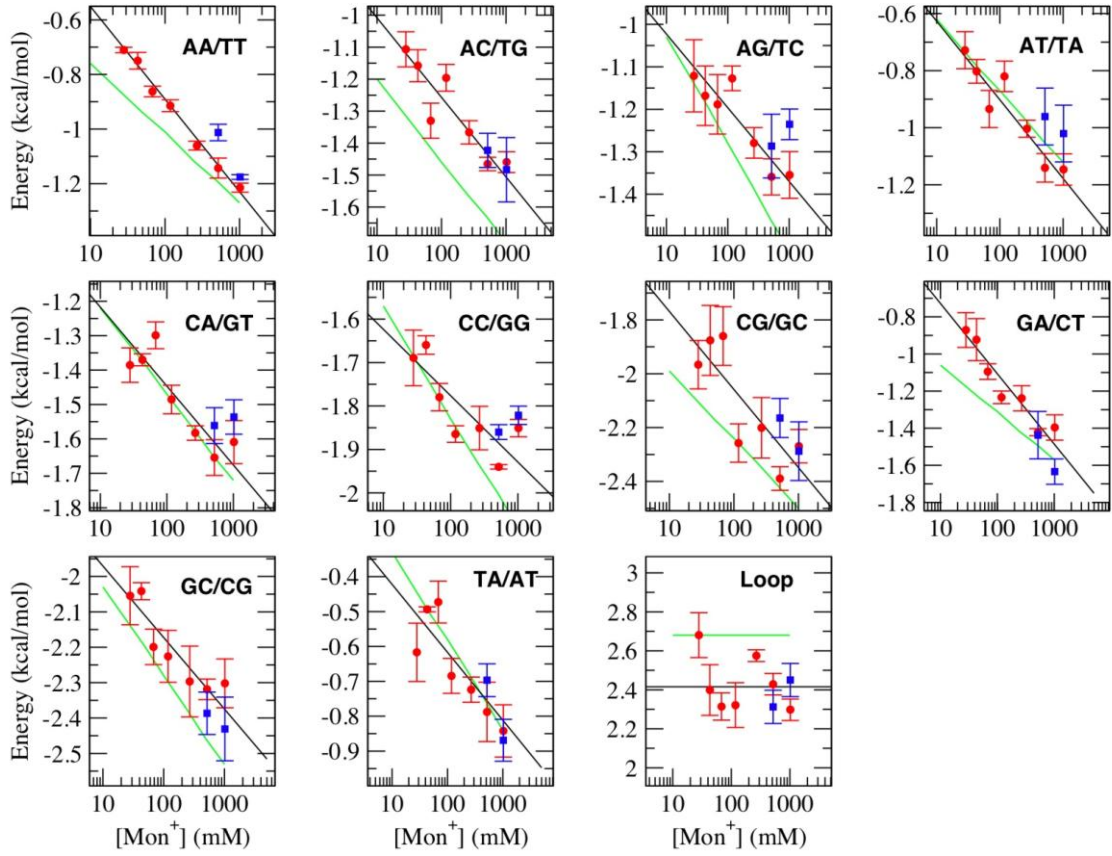 AA/TT
AC/TG
AG/TC
AT/TA
Energy (kcal/mol)
-0.6
-0.8
-1
-1.2
10 100 1000
-1
-1.1
-1.2
-1.3
-1.4
-1.5
-1.6
10 100 1000
-1
-1.1
-1.2
-1.3
-1.4
10 100 1000
-0.6
-0.8
-1
-1.2
10 100 1000
CA/GT
CC/GG
CG/GC
GA/CT
Energy (kcal/mol)
-1.2
-1.3
-1.4
-1.5
-1.6
-1.7
-1.8
10 100 1000
-1.6
-1.7
-1.8
-1.9
-2
10 100 1000
-1.8
-2
-2.2
-2.4
10 100 1000
-0.8
-1
-1.2
-1.4
-1.6
-1.8
10 100 1000
GC/CG
TA/AT
Loop
Energy (kcal/mol)
-2
-2.1
-2.2
-2.3
-2.4
-2.5
10 100 1000
[Mon+] (mM)
-0.4
-0.5
-0.6
-0.7
-0.8
-0.9
10 100 1000
[Mon+] (mM)
3
2.8
2.6
2.4
2.2
2
10 100 1000
[Mon+] (mM)